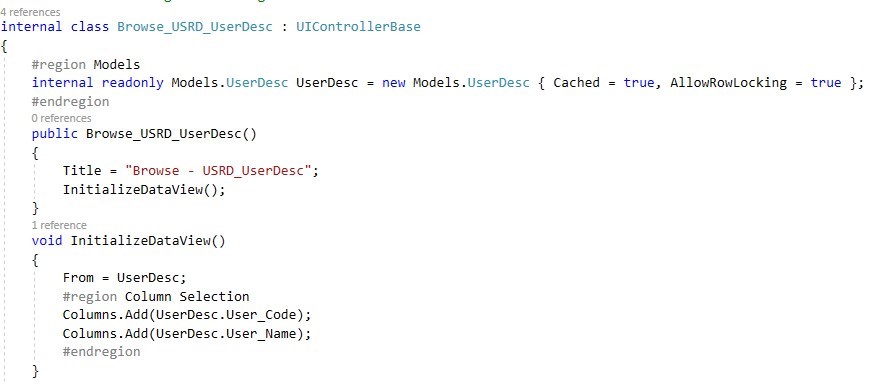 4 references
internal class Browse_USRD_UserDesc : UIControllerBase
{
#region Models
internal readonly Models.UserDesc UserDesc = new Models.UserDesc { Cached = true, AllowRowLocking = true };
#endregion
0 references
public Browse_USRD_UserDesc()
{
Title = "Browse - USRD_UserDesc";
InitializeDataView();
}
1 reference
void InitializeDataView()
{
From = UserDesc;
#region Column Selection
Columns.Add(UserDesc.User_Code);
Columns.Add(UserDesc.User_Name);
#endregion
}